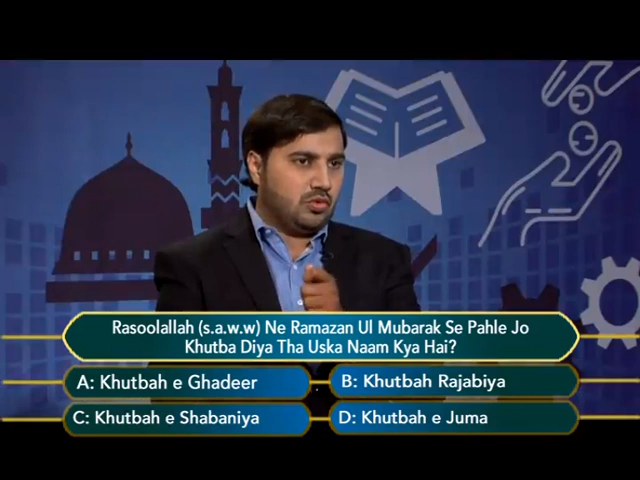 Rasoolallah (s.a.w.w) Ne Ramazan Ul Mubarak Se Pahle Jo
Khutba Diya Tha Uska Naam Kya Hai?
A: Khutbah e Ghadeer
B: Khutbah Rajabiya
C: Khutbah e Shabaniya
D: Khutbah e Juma